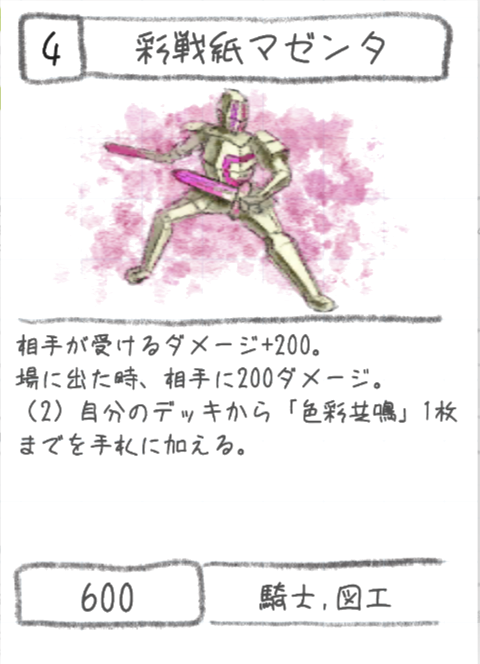 4
彩戦紙マゼンタ
相手が受けるダメージ+200。
場に出た時、相手に200ダメージ。
（2）自分のデッキから「色彩共鳴」1枚
までを手札に加える。
600
騎士,図工